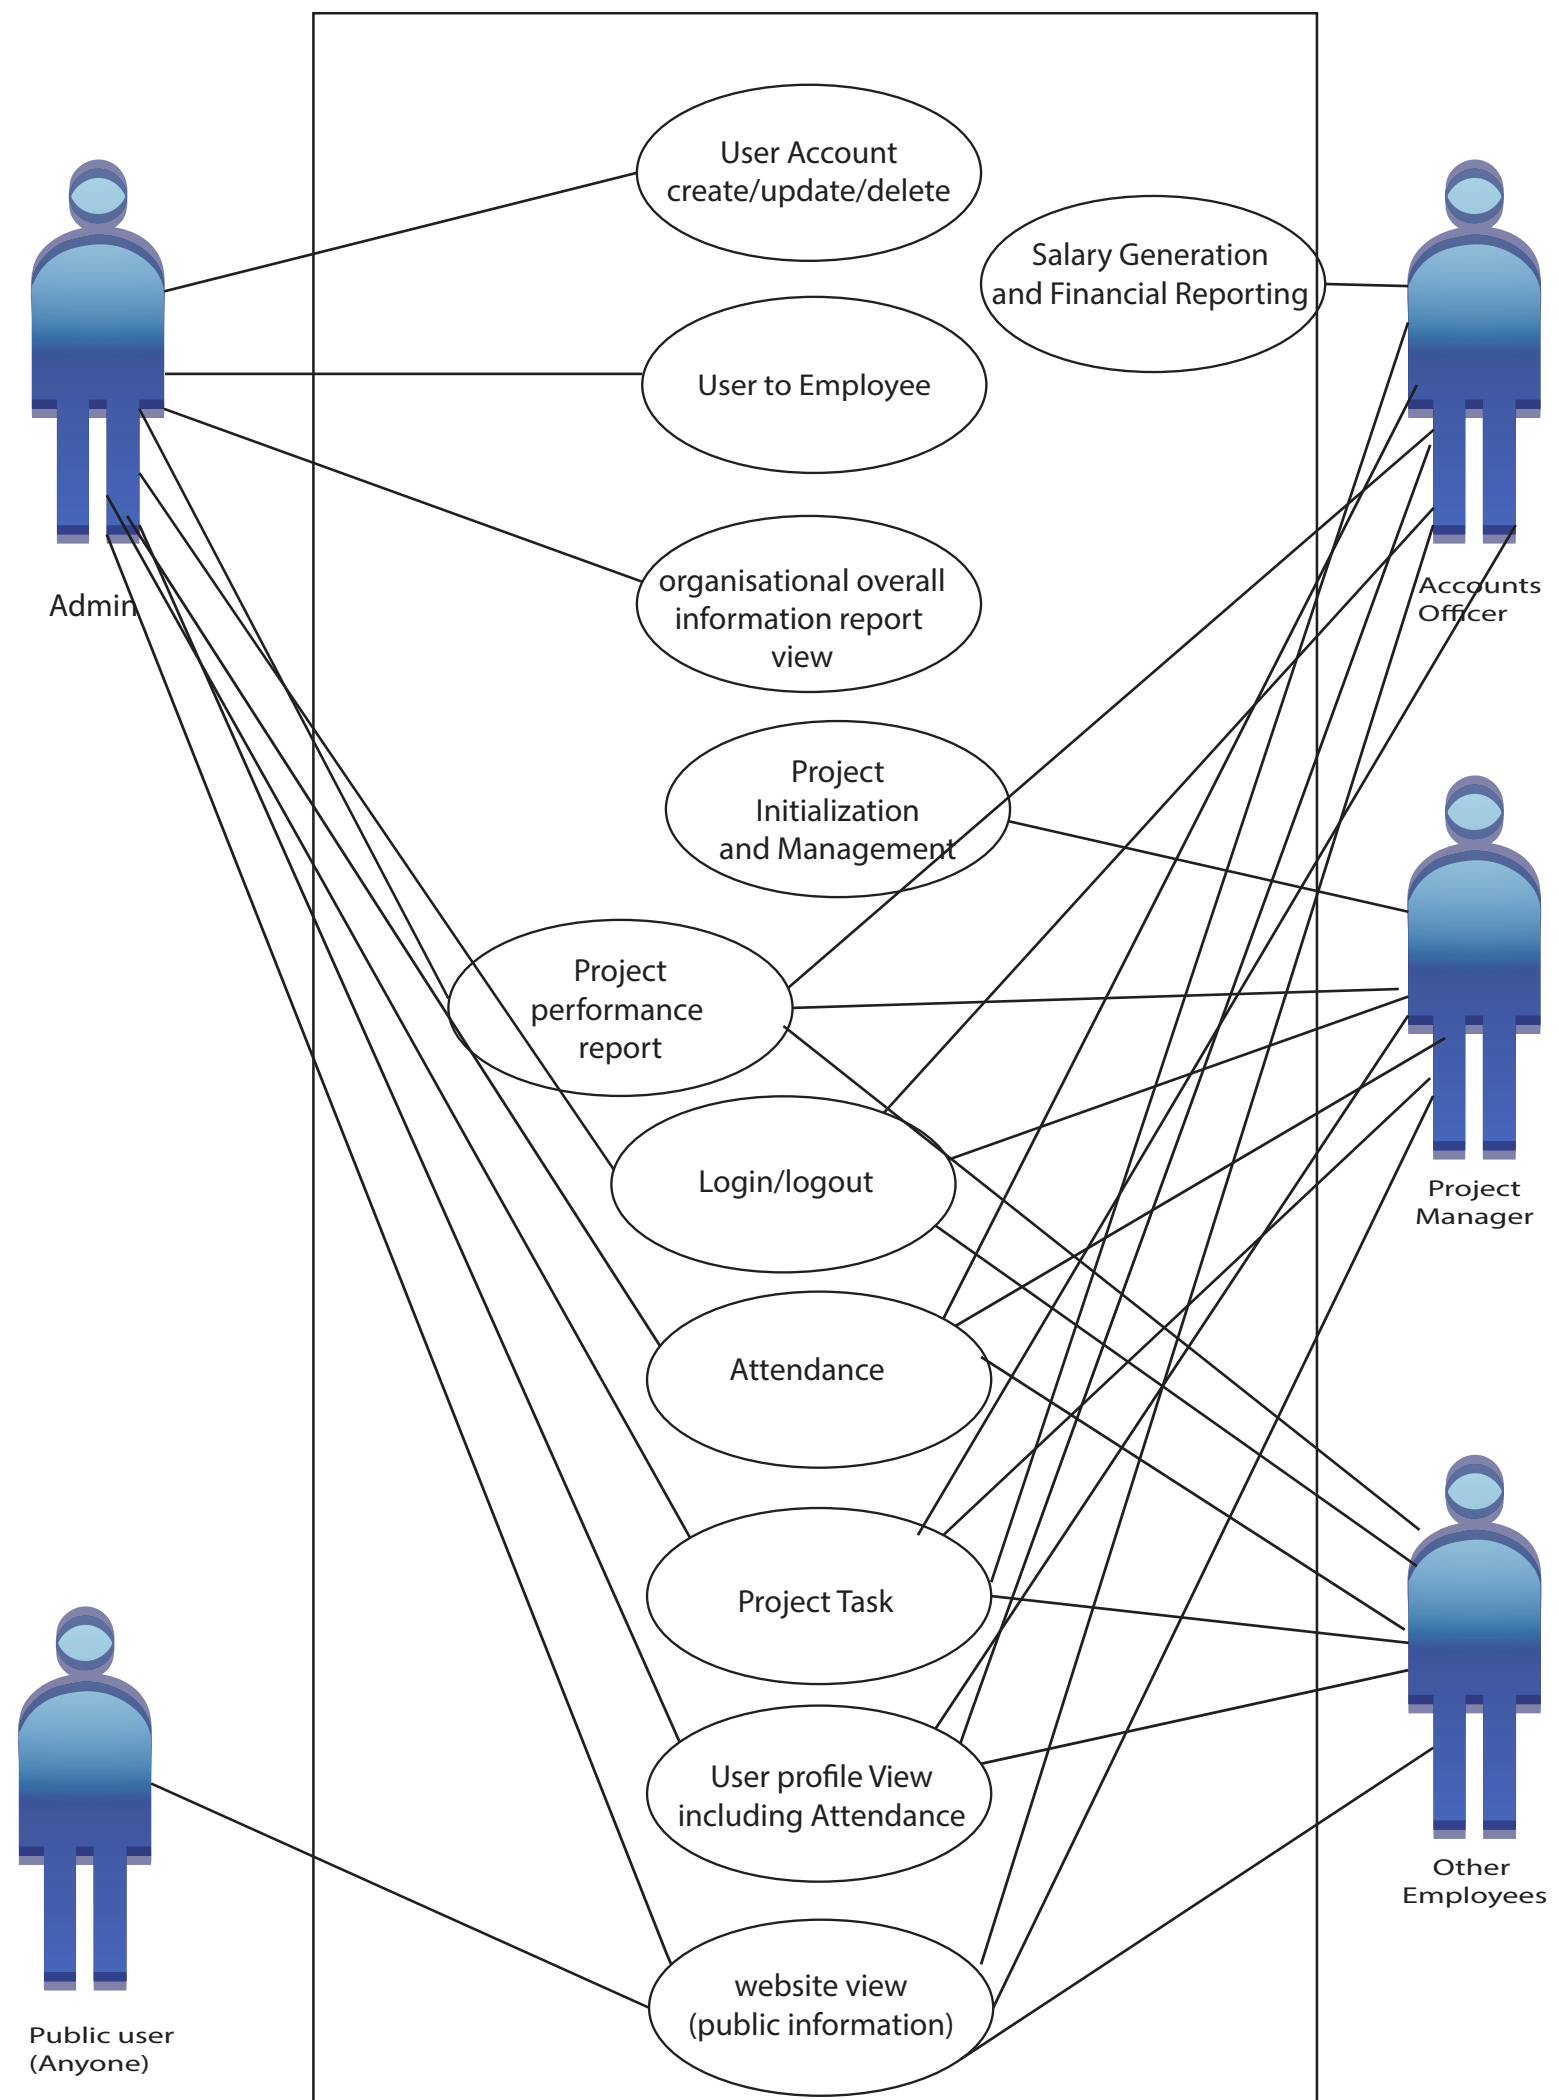 User Account
create/update/delete
Salary Generation
and Financial Reporting
User to Employee
organisational overall
information report
view
Admin
Accounts
Officer
Project
Initialization
and Management
Project
performance
report
Login/logout
Project
Manager
Attendance
Project Task
User profile View
including Attendance
Other
Employees
website view
(public information)
Public user
(Anyone)